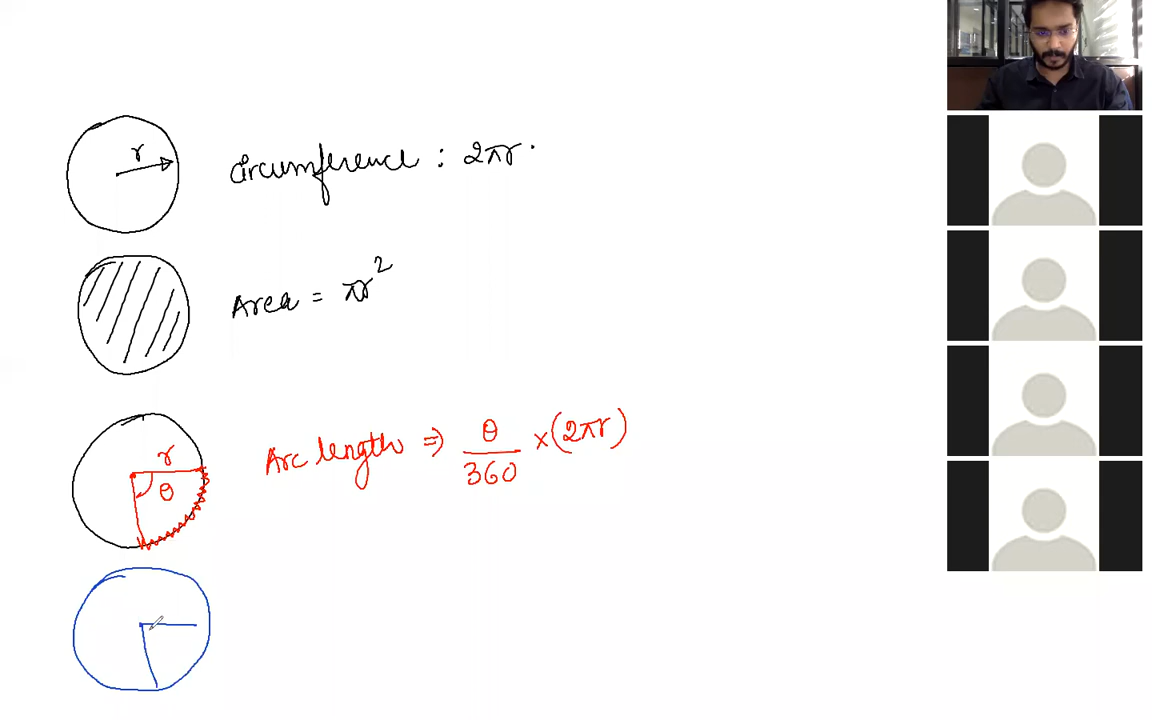 r
circumference : 2πr.
Area = πr²
r
θ
Arc length ⇒ θ/360 × (2πr)